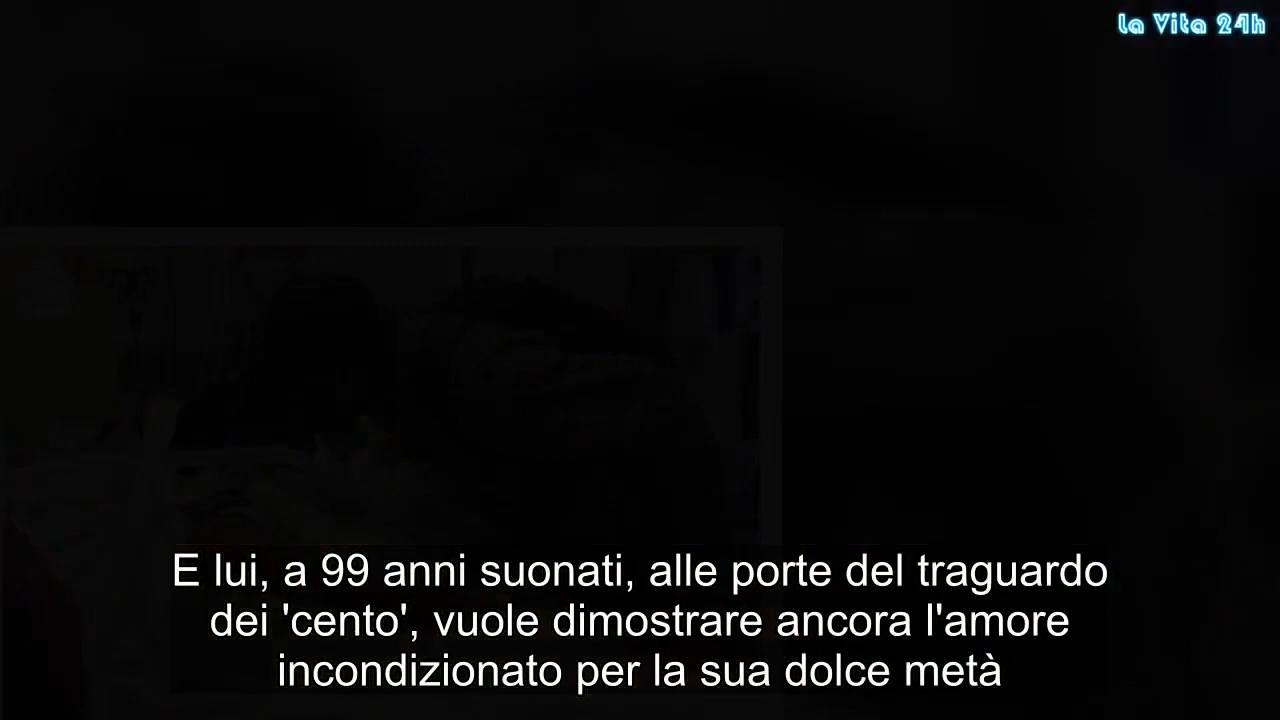 la Vita 24h
E lui, a 99 anni suonati, alle porte del traguardo
dei 'cento', vuole dimostrare ancora l'amore
incondizionato per la sua dolce metà